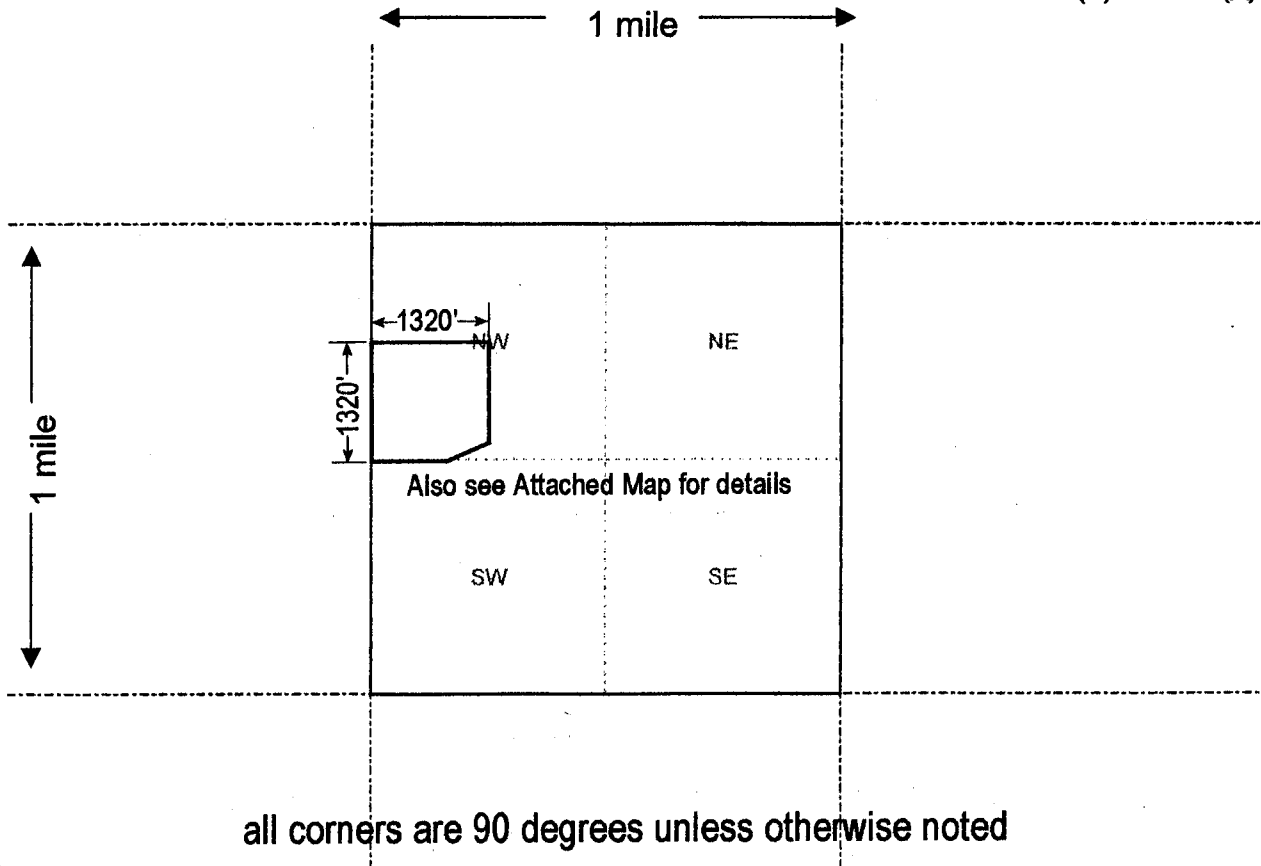 1 mile
1320'
NW
NE
1320'
1 mile
Also see Attached Map for details
SW
SE
all corners are 90 degrees unless otherwise noted